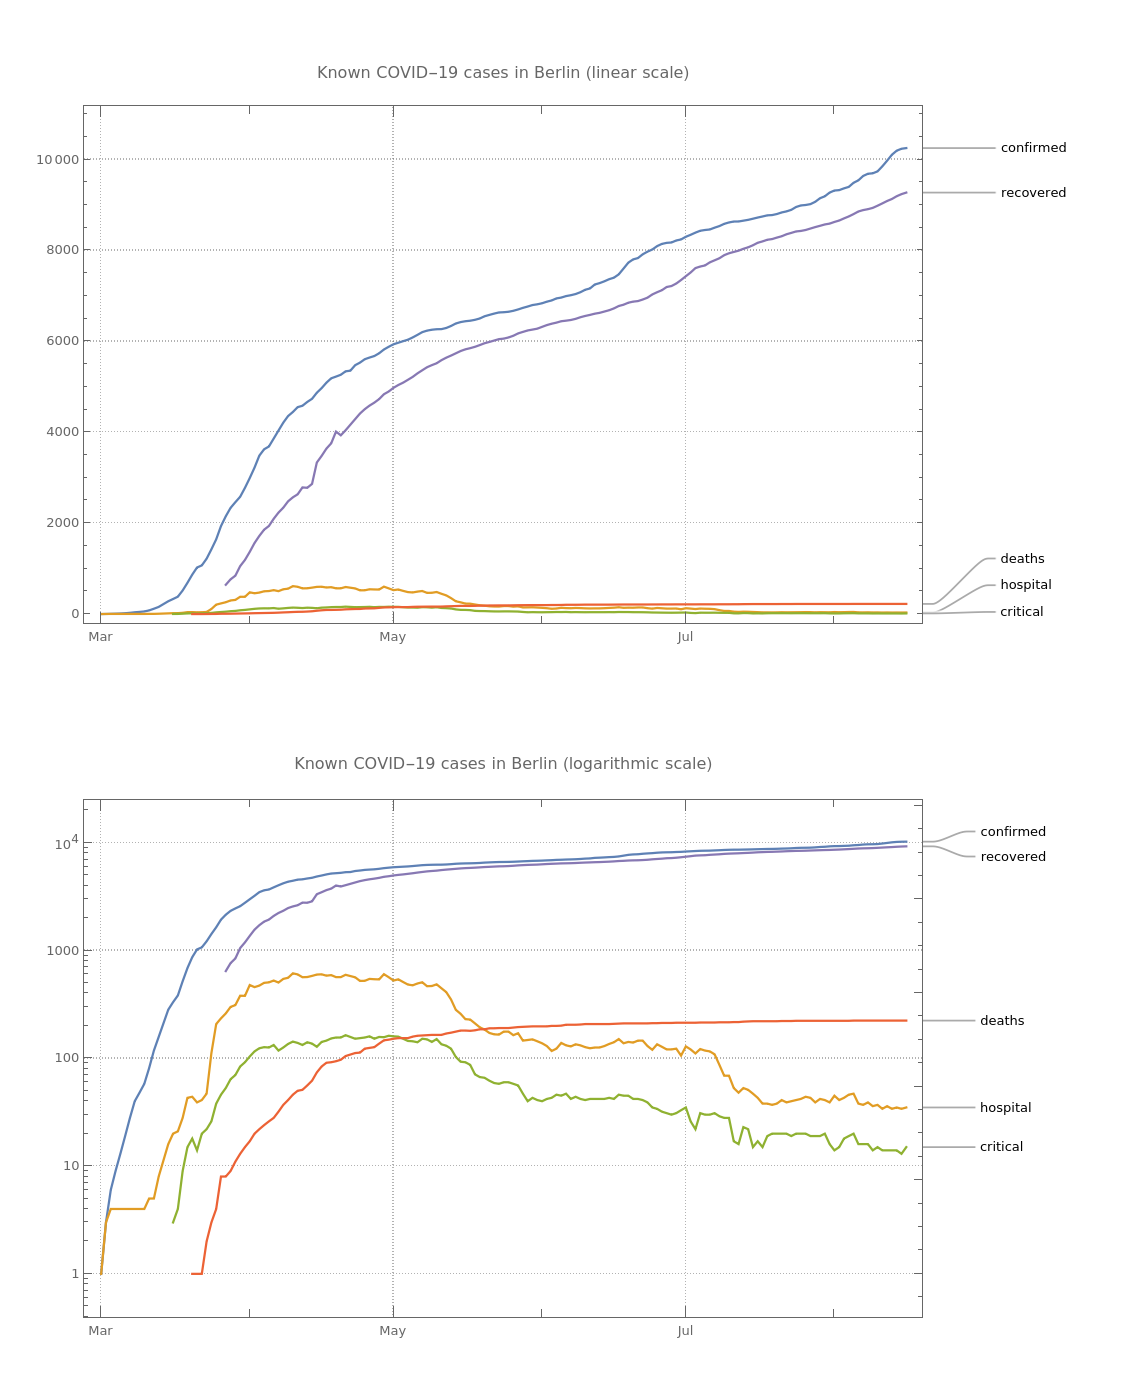 Known COVID−19 cases in Berlin (linear scale)
10 000
8000
6000
4000
2000
0
Mar
May
Jul
confirmed
recovered
deaths
hospital
critical
Known COVID−19 cases in Berlin (logarithmic scale)
10⁴
1000
100
10
1
Mar
May
Jul
confirmed
recovered
deaths
hospital
critical